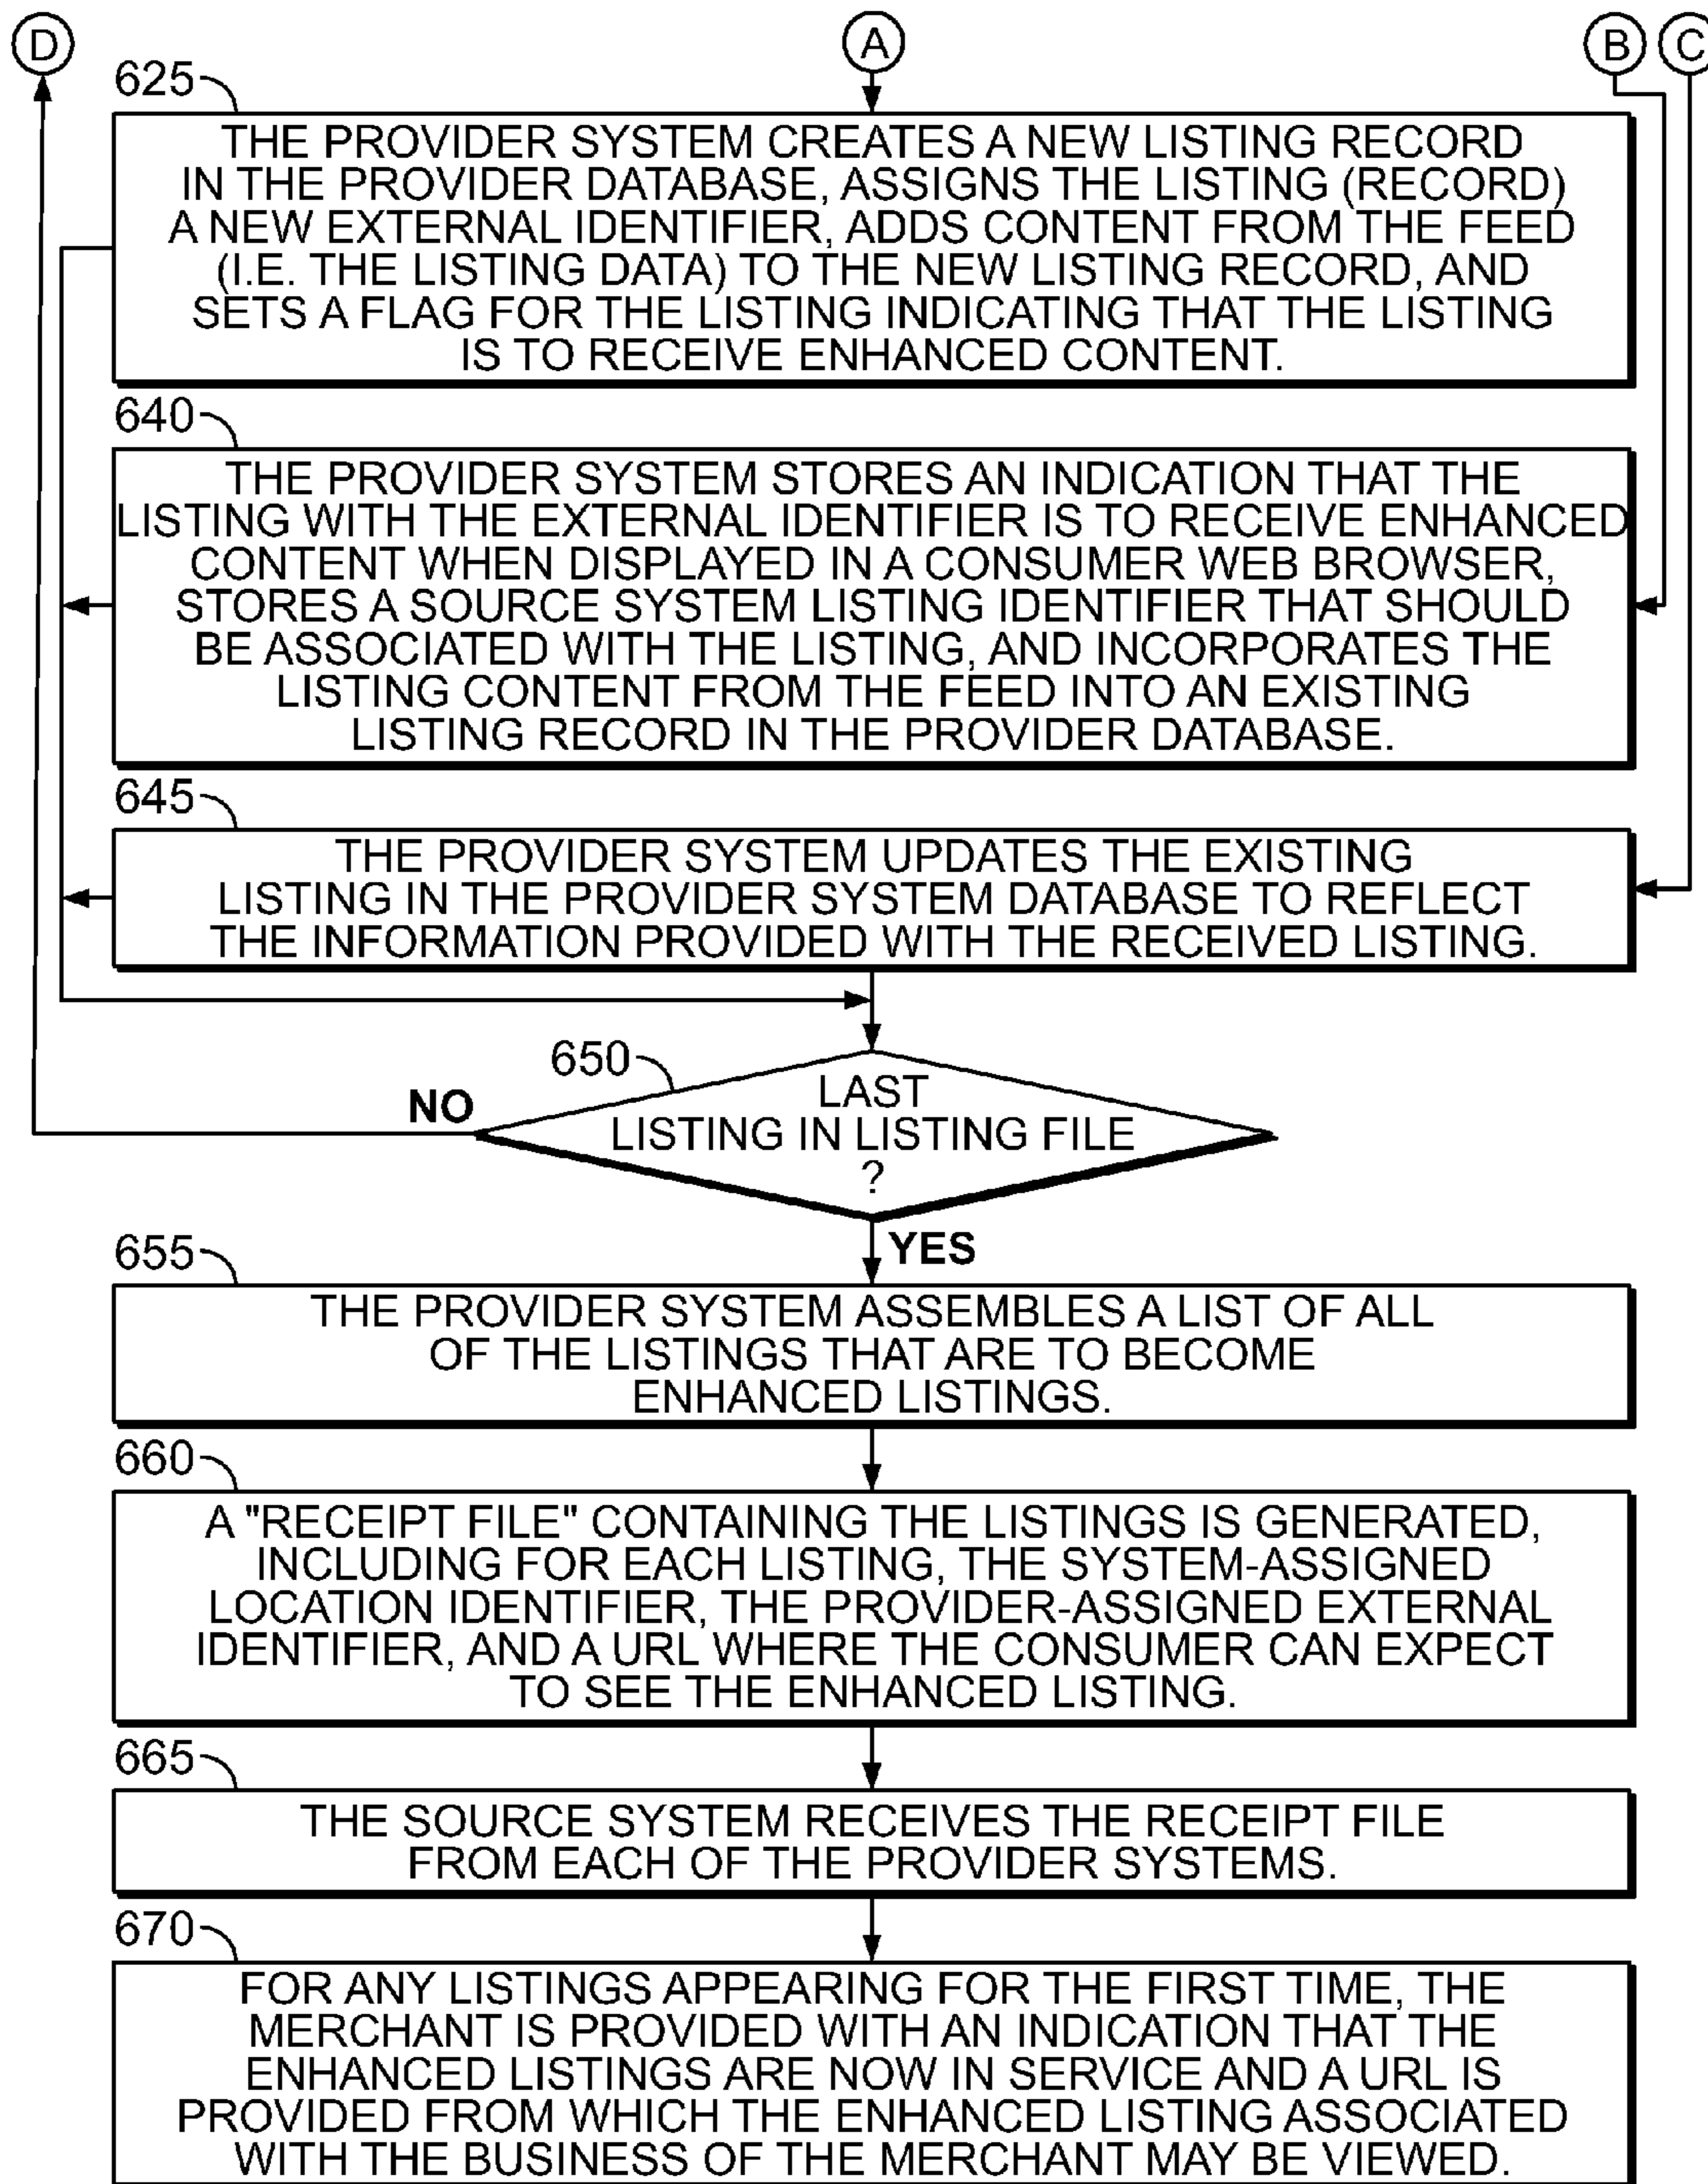 D
A
B
C
625
THE PROVIDER SYSTEM CREATES A NEW LISTING RECORD
IN THE PROVIDER DATABASE, ASSIGNS THE LISTING (RECORD)
A NEW EXTERNAL IDENTIFIER, ADDS CONTENT FROM THE FEED
(I.E. THE LISTING DATA) TO THE NEW LISTING RECORD, AND
SETS A FLAG FOR THE LISTING INDICATING THAT THE LISTING
IS TO RECEIVE ENHANCED CONTENT.
640
THE PROVIDER SYSTEM STORES AN INDICATION THAT THE
LISTING WITH THE EXTERNAL IDENTIFIER IS TO RECEIVE ENHANCED
CONTENT WHEN DISPLAYED IN A CONSUMER WEB BROWSER,
STORES A SOURCE SYSTEM LISTING IDENTIFIER THAT SHOULD
BE ASSOCIATED WITH THE LISTING, AND INCORPORATES THE
LISTING CONTENT FROM THE FEED INTO AN EXISTING
LISTING RECORD IN THE PROVIDER DATABASE.
645
THE PROVIDER SYSTEM UPDATES THE EXISTING
LISTING IN THE PROVIDER SYSTEM DATABASE TO REFLECT
THE INFORMATION PROVIDED WITH THE RECEIVED LISTING.
650
LAST
LISTING IN LISTING FILE
?
NO
YES
655
THE PROVIDER SYSTEM ASSEMBLES A LIST OF ALL
OF THE LISTINGS THAT ARE TO BECOME
ENHANCED LISTINGS.
660
A "RECEIPT FILE" CONTAINING THE LISTINGS IS GENERATED,
INCLUDING FOR EACH LISTING, THE SYSTEM-ASSIGNED
LOCATION IDENTIFIER, THE PROVIDER-ASSIGNED EXTERNAL
IDENTIFIER, AND A URL WHERE THE CONSUMER CAN EXPECT
TO SEE THE ENHANCED LISTING.
665
THE SOURCE SYSTEM RECEIVES THE RECEIPT FILE
FROM EACH OF THE PROVIDER SYSTEMS.
670
FOR ANY LISTINGS APPEARING FOR THE FIRST TIME, THE
MERCHANT IS PROVIDED WITH AN INDICATION THAT THE
ENHANCED LISTINGS ARE NOW IN SERVICE AND A URL IS
PROVIDED FROM WHICH THE ENHANCED LISTING ASSOCIATED
WITH THE BUSINESS OF THE MERCHANT MAY BE VIEWED.